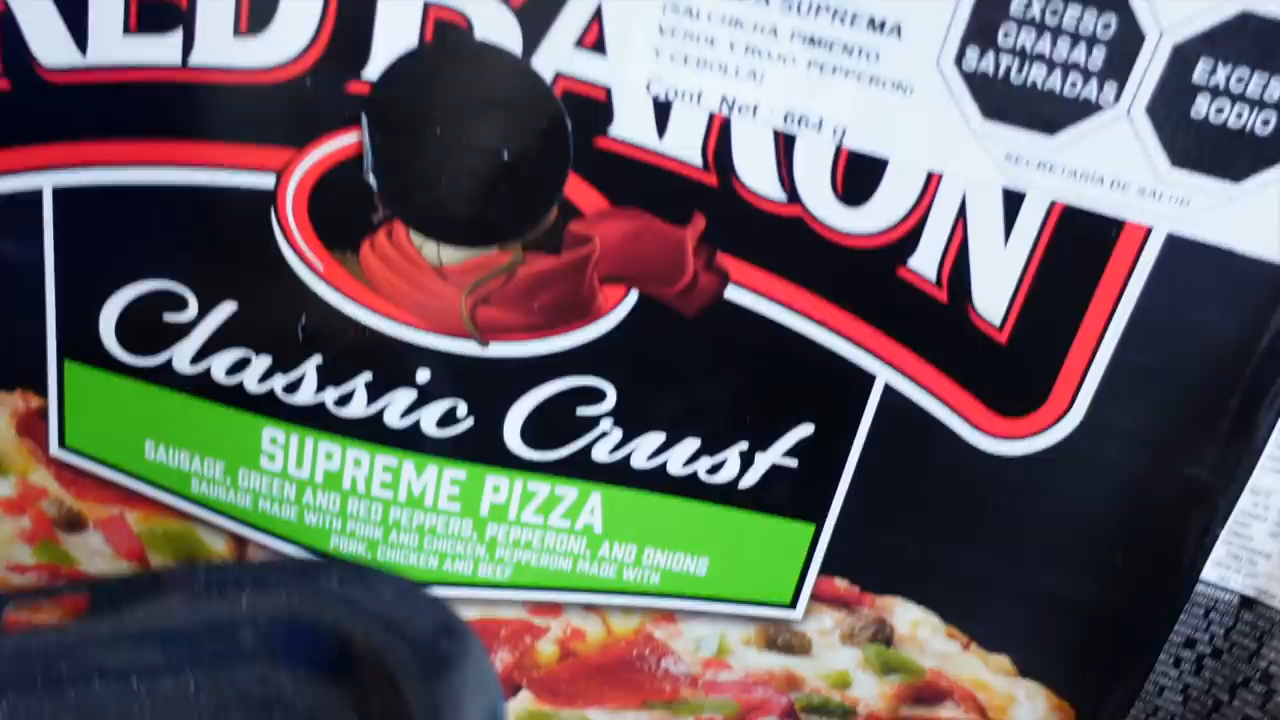 RED BARON
SUPREMA
(SALCHICHA, PIMIENTO
VERDE Y ROJO, PEPPERONI
Y CEBOLLA)
Cont. Net.: 664 g
EXCESO
GRASAS
SATURADAS
EXCES
SODIO
SECRETARÍA DE SALUD
Classic Crust
SUPREME PIZZA
SAUSAGE, GREEN AND RED PEPPERS, PEPPERONI, AND ONIONS
SAUSAGE MADE WITH PORK AND CHICKEN, PEPPERONI MADE WITH
PORK, CHICKEN AND BEEF